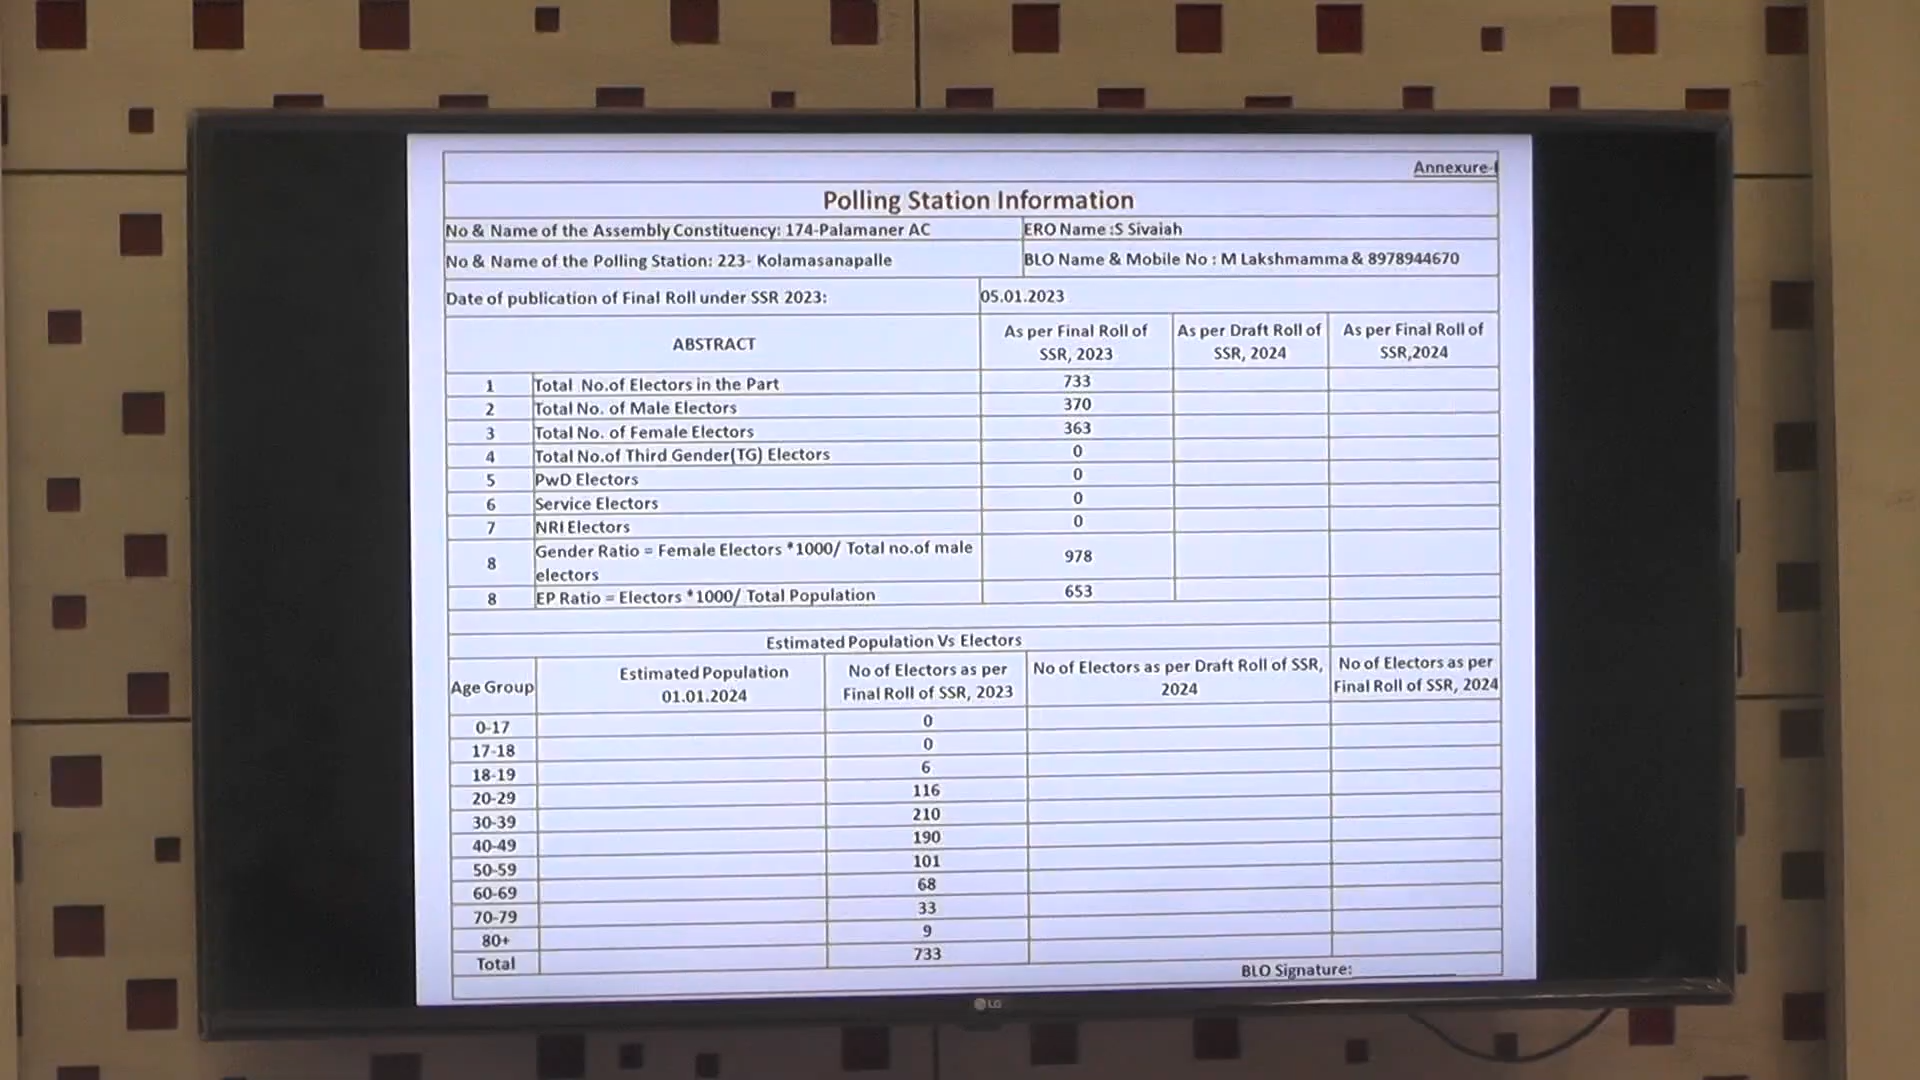 Annexure-I
Polling Station Information
No & Name of the Assembly Constituency: 174-Palamaner AC
ERO Name :S Sivaiah
No & Name of the Polling Station: 223- Kolamasanapalle
BLO Name & Mobile No : M Lakshmamma & 8978944670
Date of publication of Final Roll under SSR 2023:
05.01.2023
ABSTRACT
As per Final Roll of
SSR, 2023
As per Draft Roll of
SSR, 2024
As per Final Roll of
SSR,2024
1 Total No.of Electors in the Part 733
2 Total No. of Male Electors 370
3 Total No. of Female Electors 363
4 Total No.of Third Gender(TG) Electors 0
5 PwD Electors 0
6 Service Electors 0
7 NRI Electors 0
8 Gender Ratio = Female Electors *1000/ Total no.of male
electors 978
8 EP Ratio = Electors *1000/ Total Population 653
Estimated Population Vs Electors
Age Group
Estimated Population
01.01.2024
No of Electors as per
Final Roll of SSR, 2023
No of Electors as per Draft Roll of SSR,
2024
No of Electors as per
Final Roll of SSR, 2024
0-17 0
17-18 0
18-19 6
20-29 116
30-39 210
40-49 190
50-59 101
60-69 68
70-79 33
80+ 9
Total 733
BLO Signature:
LG